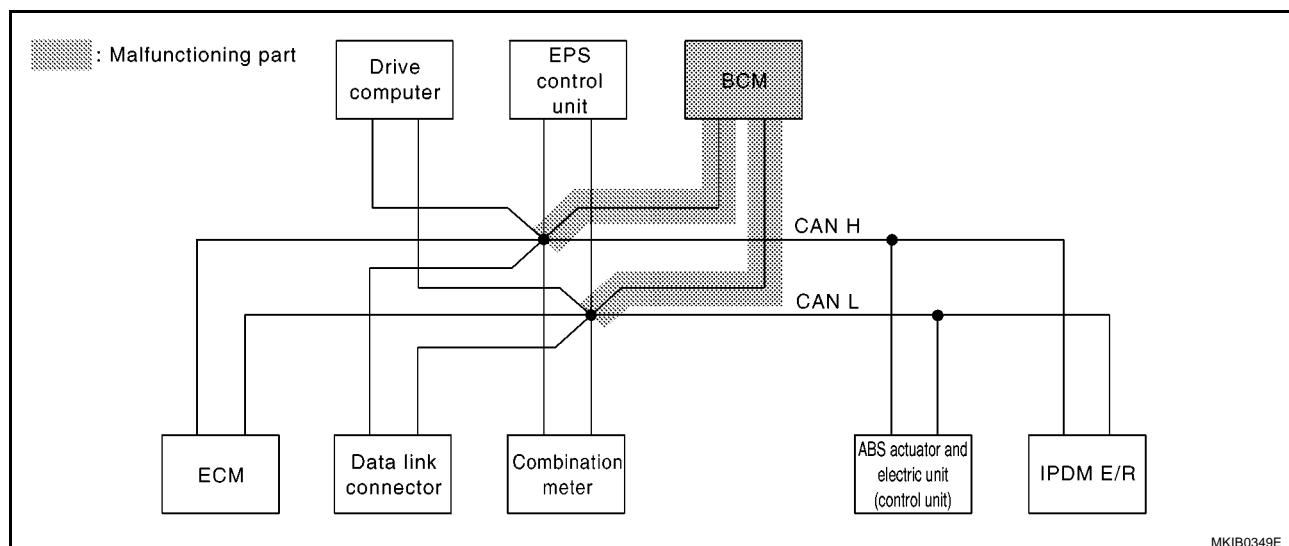 : Malfunctioning part
Drive
computer
EPS
control
unit
BCM
CAN H
CAN L
ECM
Data link
connector
Combination
meter
ABS actuator and
electric unit
(control unit)
IPDM E/R
MKIB0349E